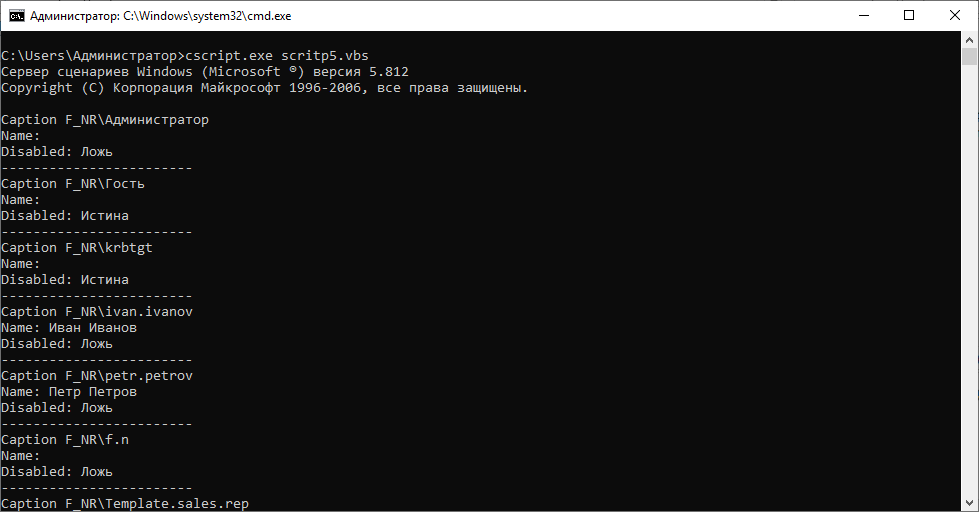 Администратор: C:\Windows\system32\cmd.exe
C:\Users\Администратор>cscript.exe scritp5.vbs
Сервер сценариев Windows (Microsoft ®) версия 5.812
Copyright (C) Корпорация Майкрософт 1996-2006, все права защищены.
Caption F_NR\Администратор
Name:
Disabled: Ложь
------------------------
Caption F_NR\Гость
Name:
Disabled: Истина
------------------------
Caption F_NR\krbtgt
Name:
Disabled: Истина
------------------------
Caption F_NR\ivan.ivanov
Name: Иван Иванов
Disabled: Ложь
------------------------
Caption F_NR\petr.petrov
Name: Петр Петров
Disabled: Ложь
------------------------
Caption F_NR\f.n
Name:
Disabled: Ложь
------------------------
Caption F_NR\Template.sales.rep